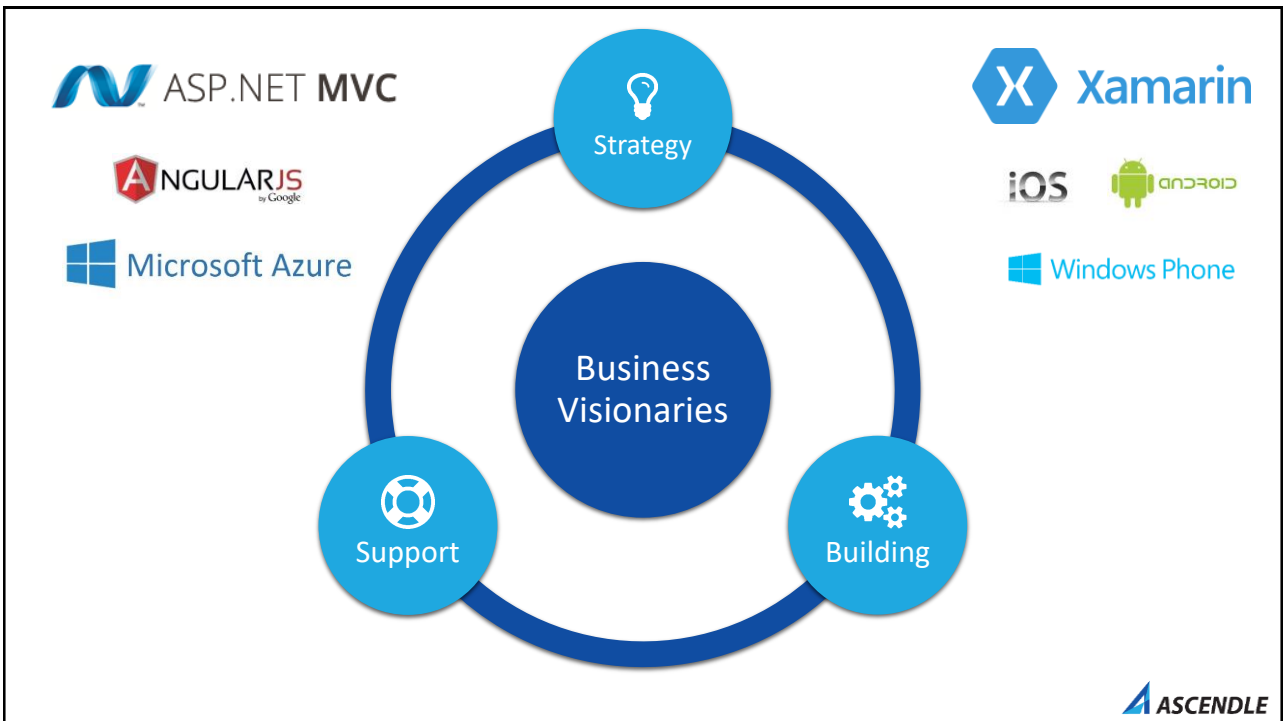 ASP.NET MVC
ANGULARJS
by Google
Microsoft Azure
Strategy
Business
Visionaries
Support
Building
Xamarin
iOS
android
Windows Phone
ASCENDLE